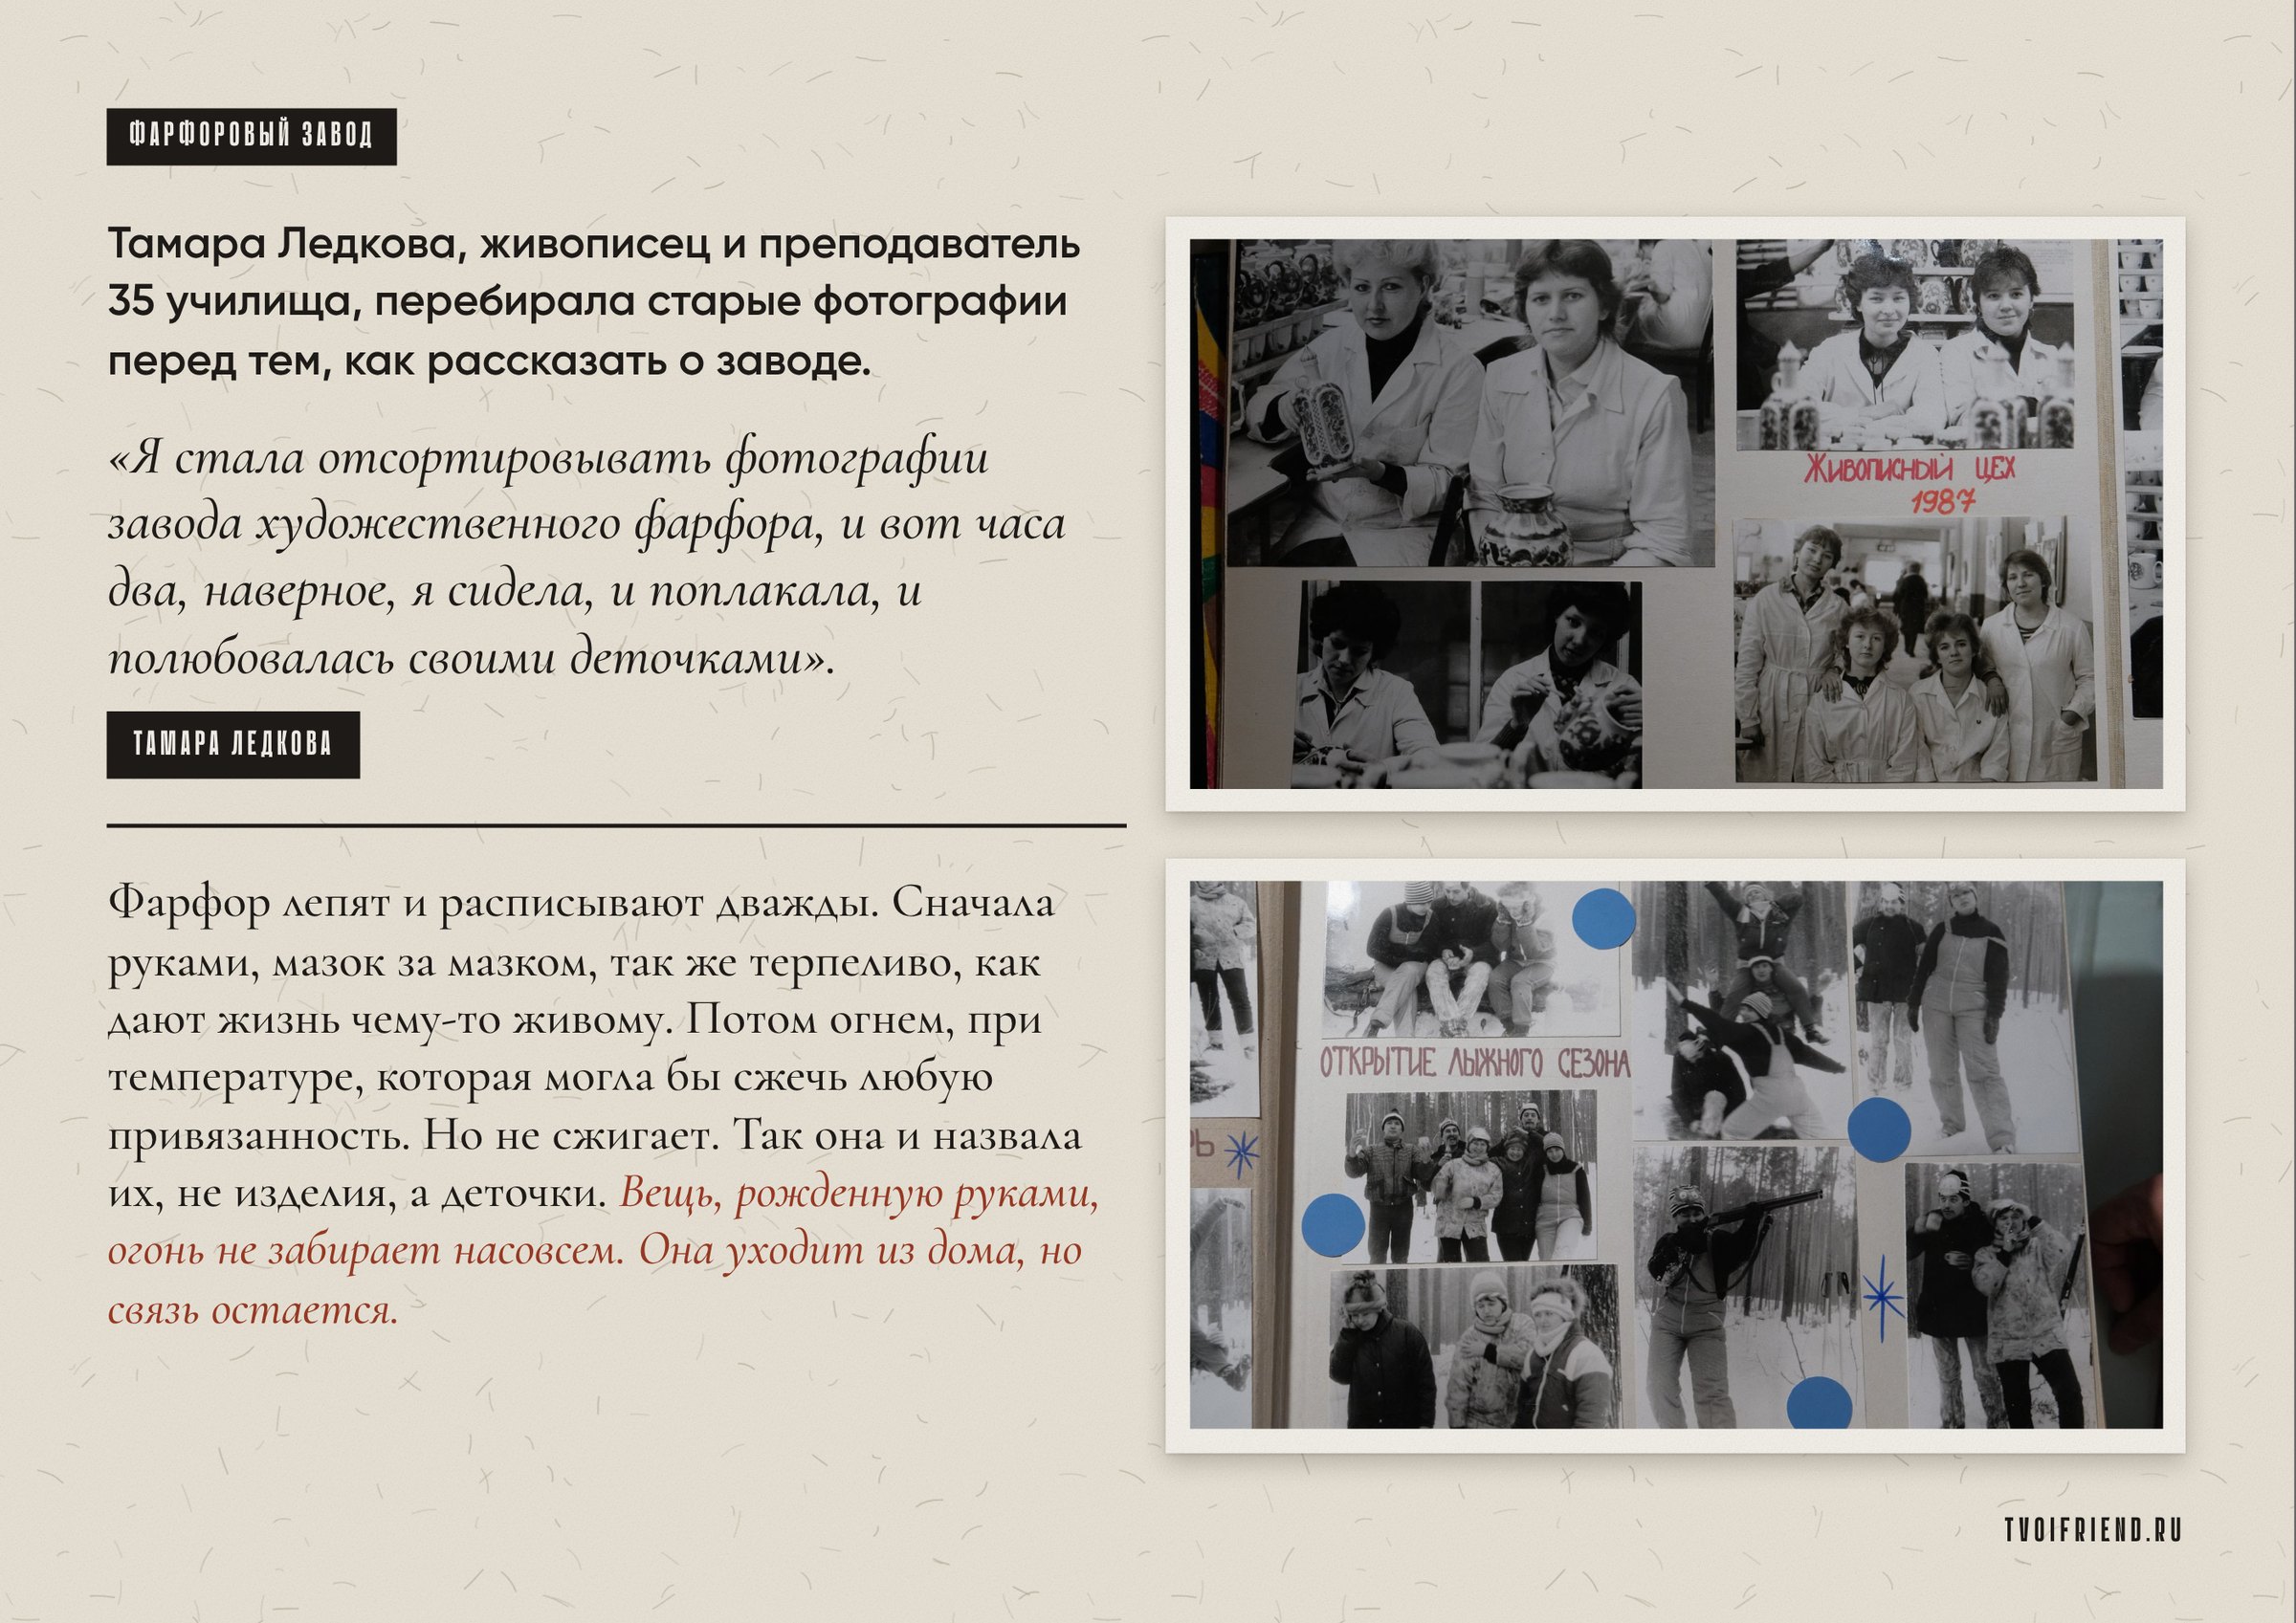 ФАРФОРОВЫЙ ЗАВОД
Тамара Ледкова, живописец и преподаватель
35 училища, перебирала старые фотографии
перед тем, как рассказать о заводе.
«Я стала отсортировывать фотографии
завода художественного фарфора, и вот часа
два, наверное, я сидела, и поплакала, и
полюбовалась своими деточками».
ТАМАРА ЛЕДКОВА
Фарфор лепят и расписывают дважды. Сначала
руками, мазок за мазком, так же терпеливо, как
дают жизнь чему-то живому. Потом огнем, при
температуре, которая могла бы сжечь любую
привязанность. Но не сжигает. Так она и назвала
их, не изделия, а деточки. Вещь, рожденную руками,
огонь не забирает насовсем. Она уходит из дома, но
связь остается.
Живописный цех
1987
ОТКРЫТИЕ ЛЫЖНОГО СЕЗОНА
TVOIFRIEND.RU